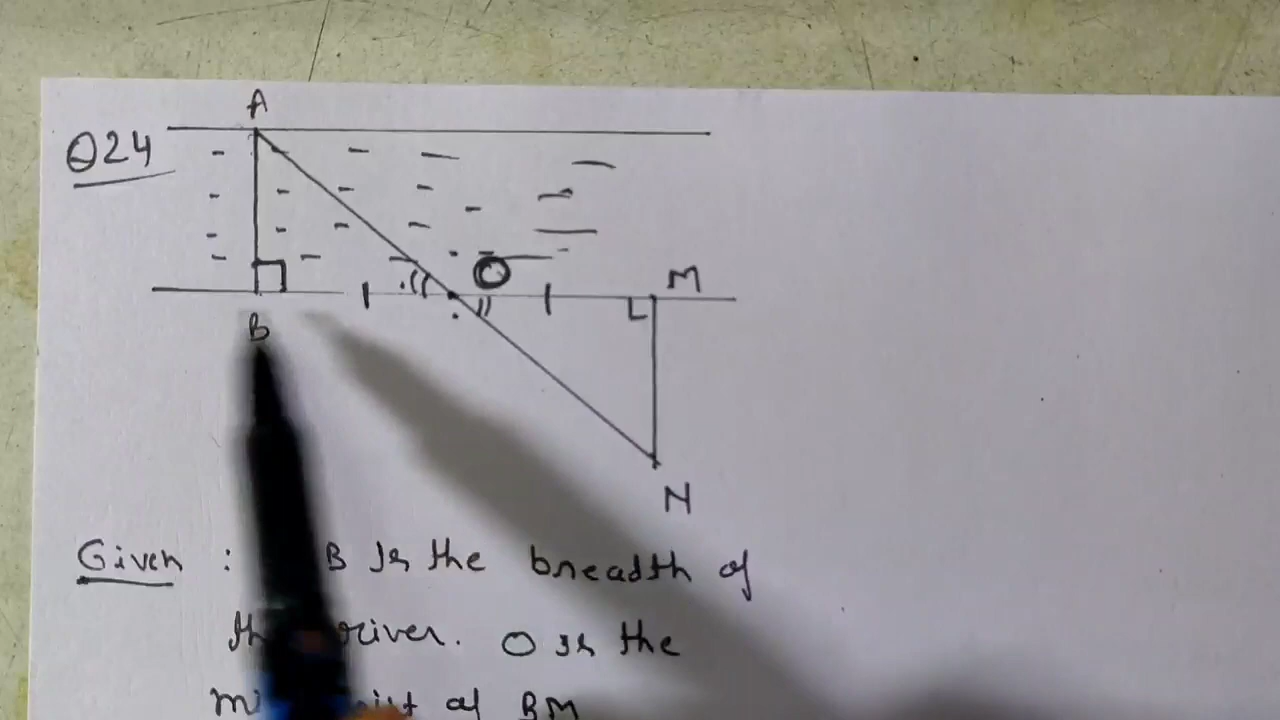 A
Q24
O
M
B
N
Given : B is the breadth of
river. O is the
of BM